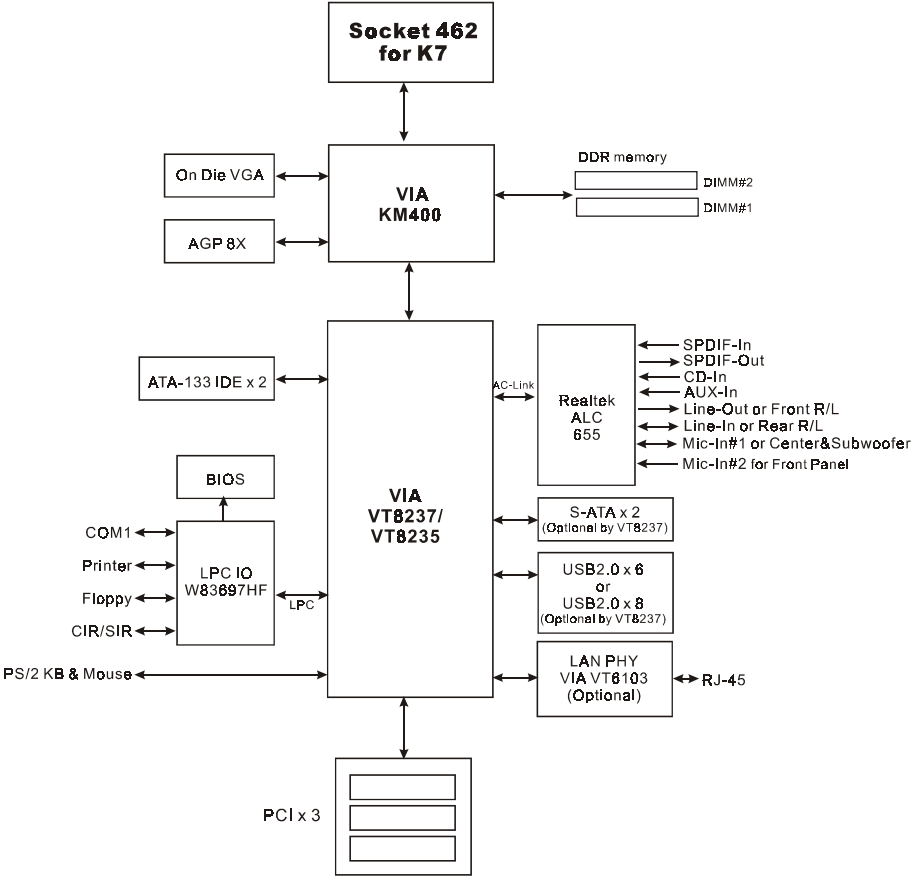 Socket 462
for K7
On Die VGA
AGP 8X
VIA
KM400
DDR memory
DIMM#2
DIMM#1
ATA-133 IDE x 2
AC-Link
Realtek
ALC
655
SPDIF-In
SPDIF-Out
CD-In
AUX-In
Line-Out or Front R/L
Line-In or Rear R/L
Mic-In#1 or Center&Subwoofer
Mic-In#2 for Front Panel
BIOS
VIA
VT8237/
VT8235
S-ATA x 2
(Optional by VT8237)
COM1
Printer
Floppy
CIR/SIR
LPC IO
W83697HF
LPC
USB2.0 x 6
or
USB2.0 x 8
(Optional by VT8237)
PS/2 KB & Mouse
LAN PHY
VIA VT6103
(Optional)
RJ-45
PCI x 3